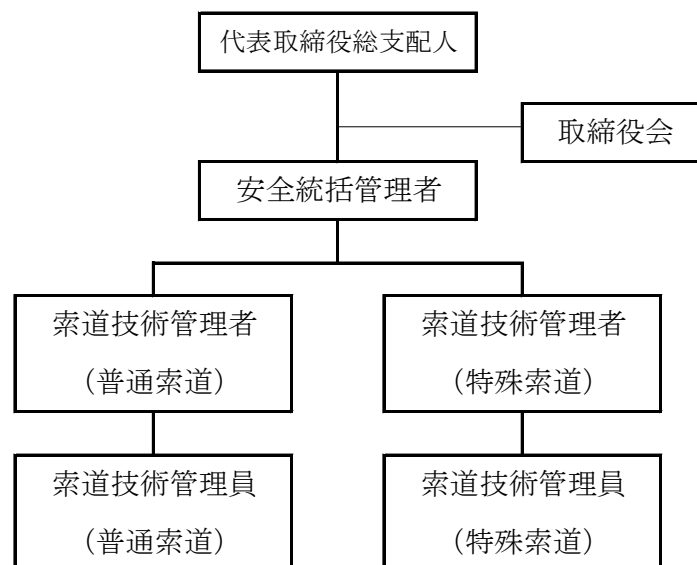 代表取締役総支配人
取締役会
安全統括管理者
索道技術管理者
（普通索道）
索道技術管理者
（特殊索道）
索道技術管理員
（普通索道）
索道技術管理員
（特殊索道）